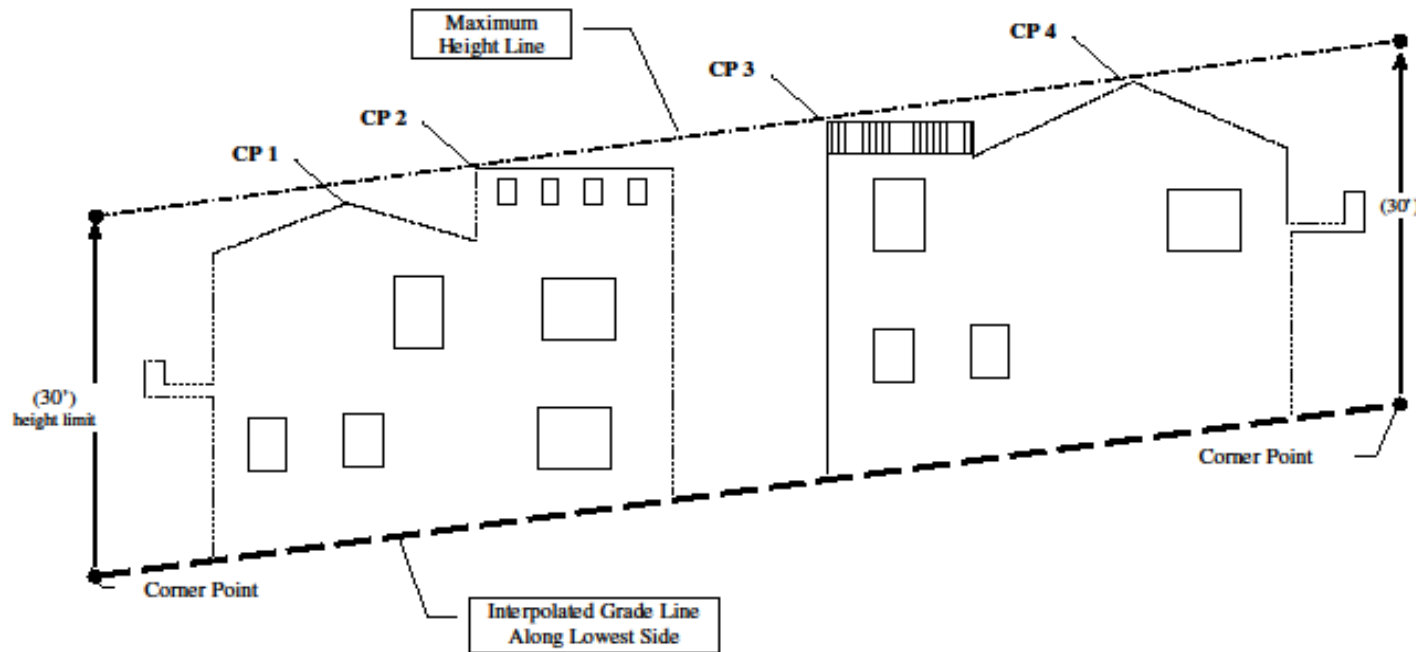 Maximum
Height Line
CP 4
CP 3
CP 2
CP 1
(30')
(30’)
height limit
Corner Point
Corner Point
Interpolated Grade Line
Along Lowest Side